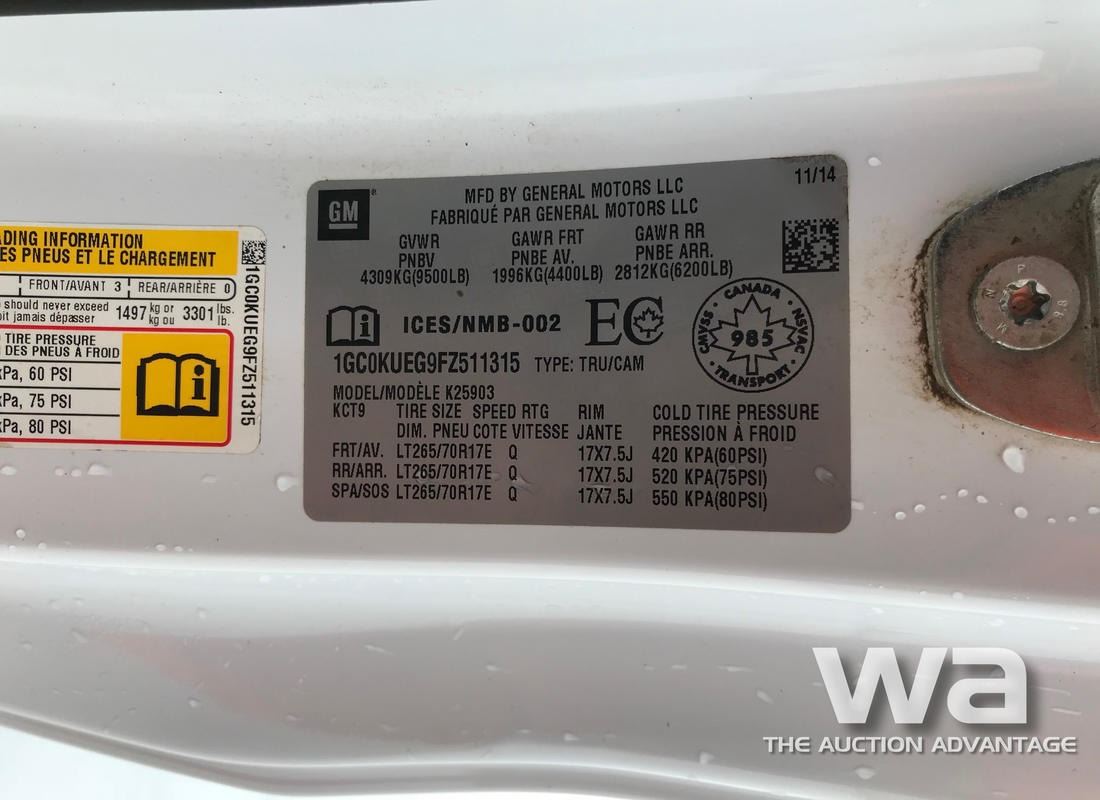 ADING INFORMATION
ES PNEUS ET LE CHARGEMENT
FRONT/AVANT 3 REAR/ARRIÈRE 0
should never exceed 1497 kg or 3301 lbs.
oit jamais dépasser kg ou lb.
TIRE PRESSURE
DES PNEUS À FROID
kPa, 60 PSI
kPa, 75 PSI
kPa, 80 PSI
1GC0KUEG9FZ511315
GM
MFD BY GENERAL MOTORS LLC
FABRIQUÉ PAR GENERAL MOTORS LLC
11/14
GVWR GAWR FRT GAWR RR
PNBV PNBE AV. PNBE ARR.
4309KG(9500LB) 1996KG(4400LB) 2812KG(6200LB)
ICES/NMB-002 EC
CANADA
CMVSS 985 NSVAC
TRANSPORT
1GC0KUEG9FZ511315 TYPE: TRU/CAM
MODEL/MODÈLE K25903
KCT9 TIRE SIZE SPEED RTG RIM COLD TIRE PRESSURE
DIM. PNEU COTE VITESSE JANTE PRESSION À FROID
FRT/AV. LT265/70R17E Q 17X7.5J 420 KPA(60PSI)
RR/ARR. LT265/70R17E Q 17X7.5J 520 KPA(75PSI)
SPA/SOS LT265/70R17E Q 17X7.5J 550 KPA(80PSI)
wa
THE AUCTION ADVANTAGE